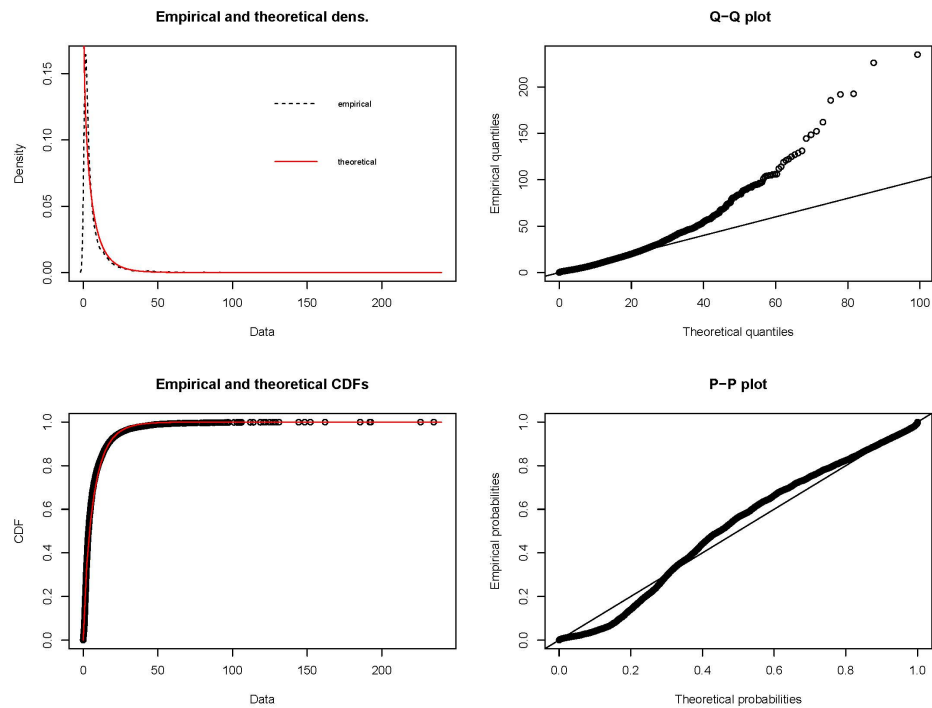 Empirical and theoretical dens.
Density
0.00 0.05 0.10 0.15
empirical
theoretical
0 50 100 150 200
Data
Q−Q plot
Empirical quantiles
0 50 100 150 200
0 20 40 60 80 100
Theoretical quantiles
Empirical and theoretical CDFs
CDF
0.0 0.2 0.4 0.6 0.8 1.0
0 50 100 150 200
Data
P−P plot
Empirical probabilities
0.0 0.2 0.4 0.6 0.8 1.0
0.0 0.2 0.4 0.6 0.8 1.0
Theoretical probabilities